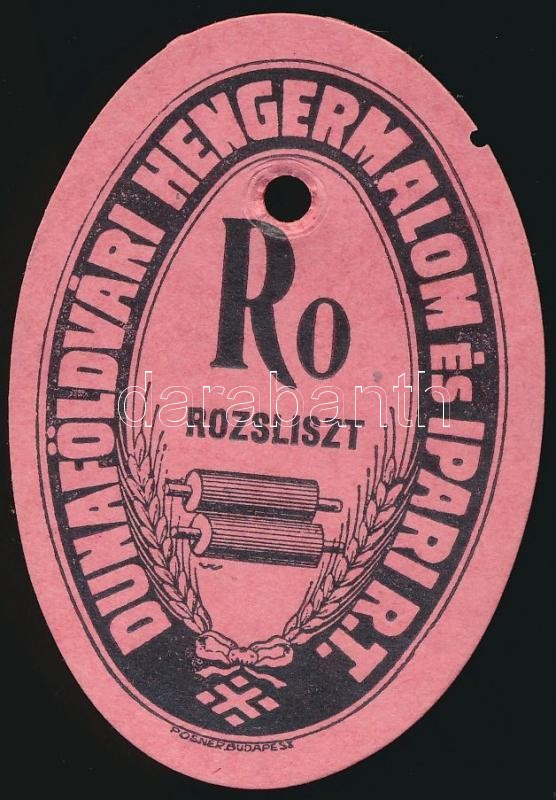 DUNAFÖLDVÁRI HENGERMALOM ÉS IPARI R.T.
Ro
darabanth
ROZSLISZT
POSNER, BUDAPEST